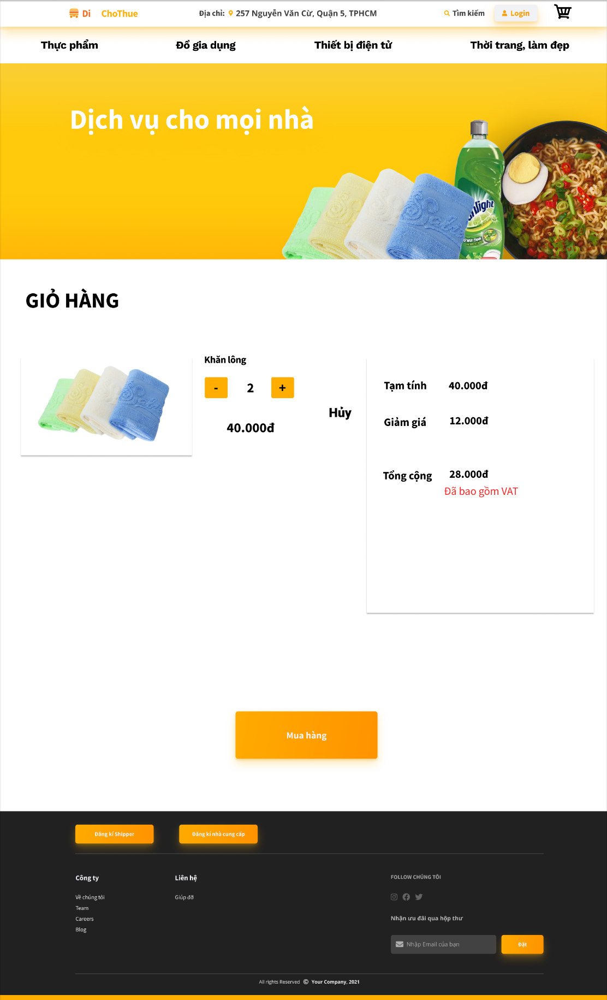 Di ChoThue
Địa chỉ: 257 Nguyễn Văn Cừ, Quận 5, TPHCM
Tìm kiếm
Login
Thực phẩm
Đồ gia dụng
Thiết bị điện tử
Thời trang, làm đẹp
Dịch vụ cho mọi nhà
GIỎ HÀNG
Khăn lông
- 2 +
40.000đ
Hủy
Tạm tính 40.000đ
Giảm giá 12.000đ
Tổng cộng 28.000đ
Đã bao gồm VAT
Mua hàng
Đăng kí Shipper
Đăng kí nhà cung cấp
Công ty
Về chúng tôi
Team
Careers
Blog
Liên hệ
Giúp đỡ
FOLLOW CHÚNG TÔI
Nhận ưu đãi qua hộp thư
Nhập Email của bạn
Đặt
All rights Reserved © Your Company, 2021